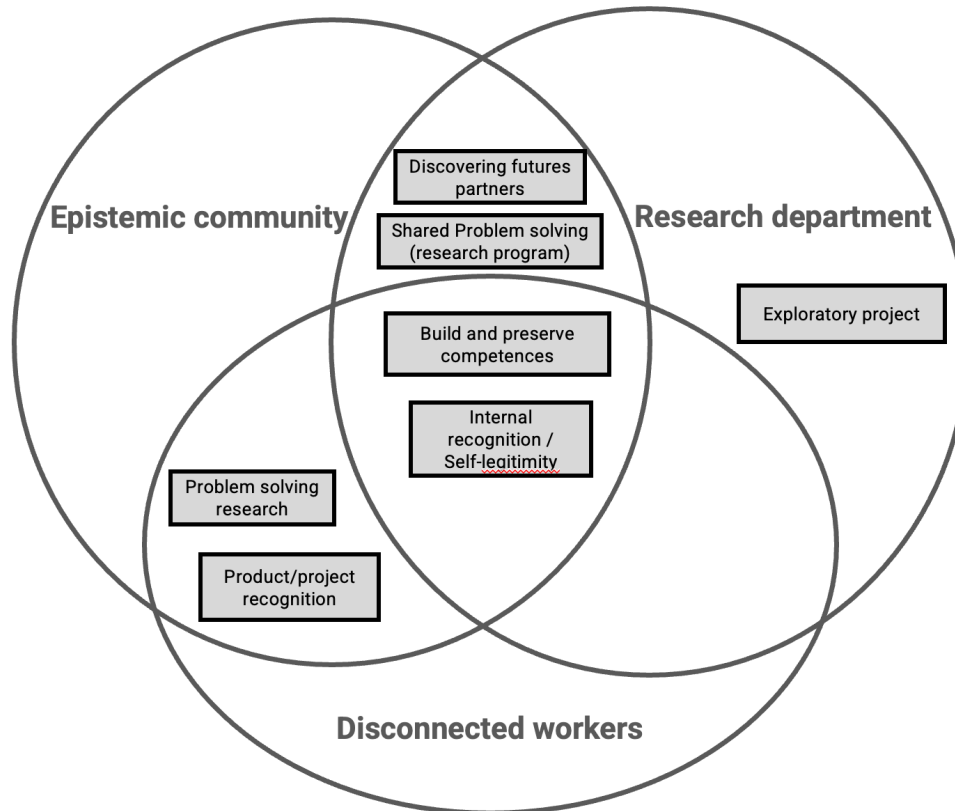 Discovering futures
partners
Epistemic community
Research department
Shared Problem solving
(research program)
Exploratory project
Build and preserve
competences
Internal
recognition /
Self-legitimity
Problem solving
research
Product/project
recognition
Disconnected workers